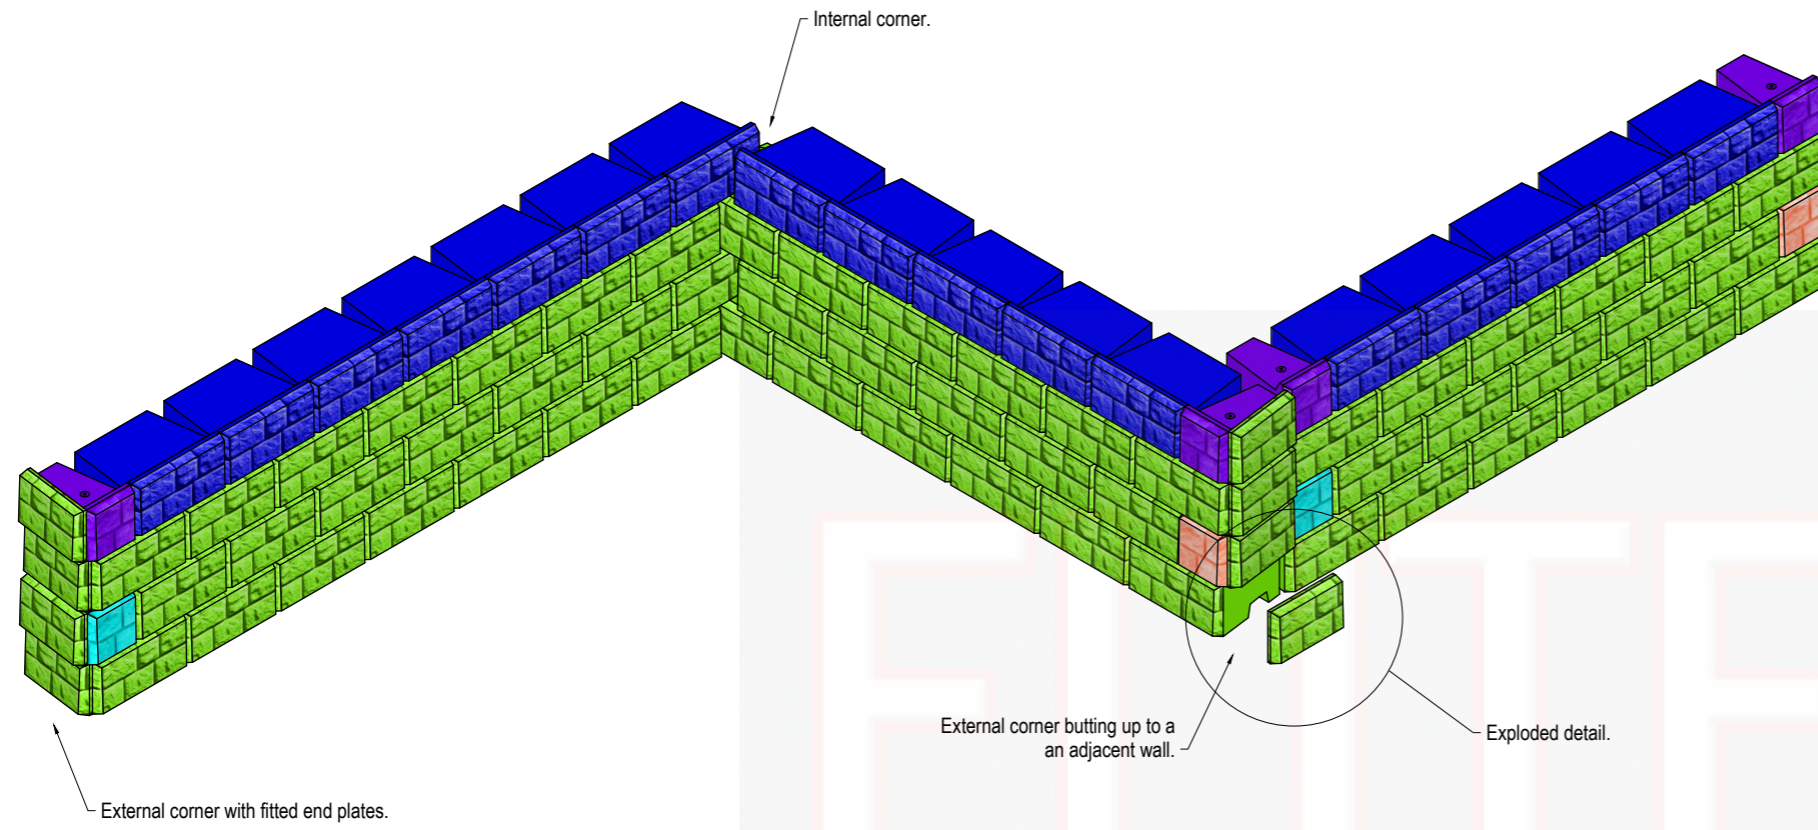 Internal corner.
External corner butting up to a
an adjacent wall.
Exploded detail.
External corner with fitted end plates.